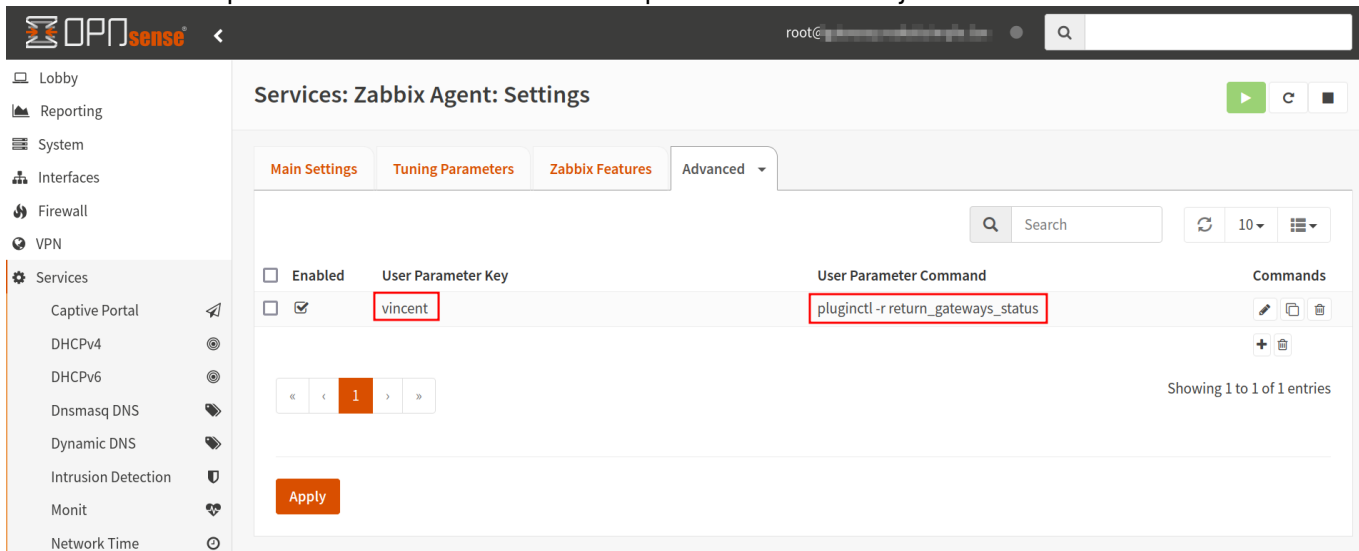 OPNsense
root@
Lobby
Reporting
System
Interfaces
Firewall
VPN
Services
Captive Portal
DHCPv4
DHCPv6
Dnsmasq DNS
Dynamic DNS
Intrusion Detection
Monit
Network Time
Services: Zabbix Agent: Settings
Main Settings Tuning Parameters Zabbix Features Advanced
Search 10
Enabled User Parameter Key User Parameter Command Commands
vincent pluginctl -r return_gateways_status
« ‹ 1 › » Showing 1 to 1 of 1 entries
Apply